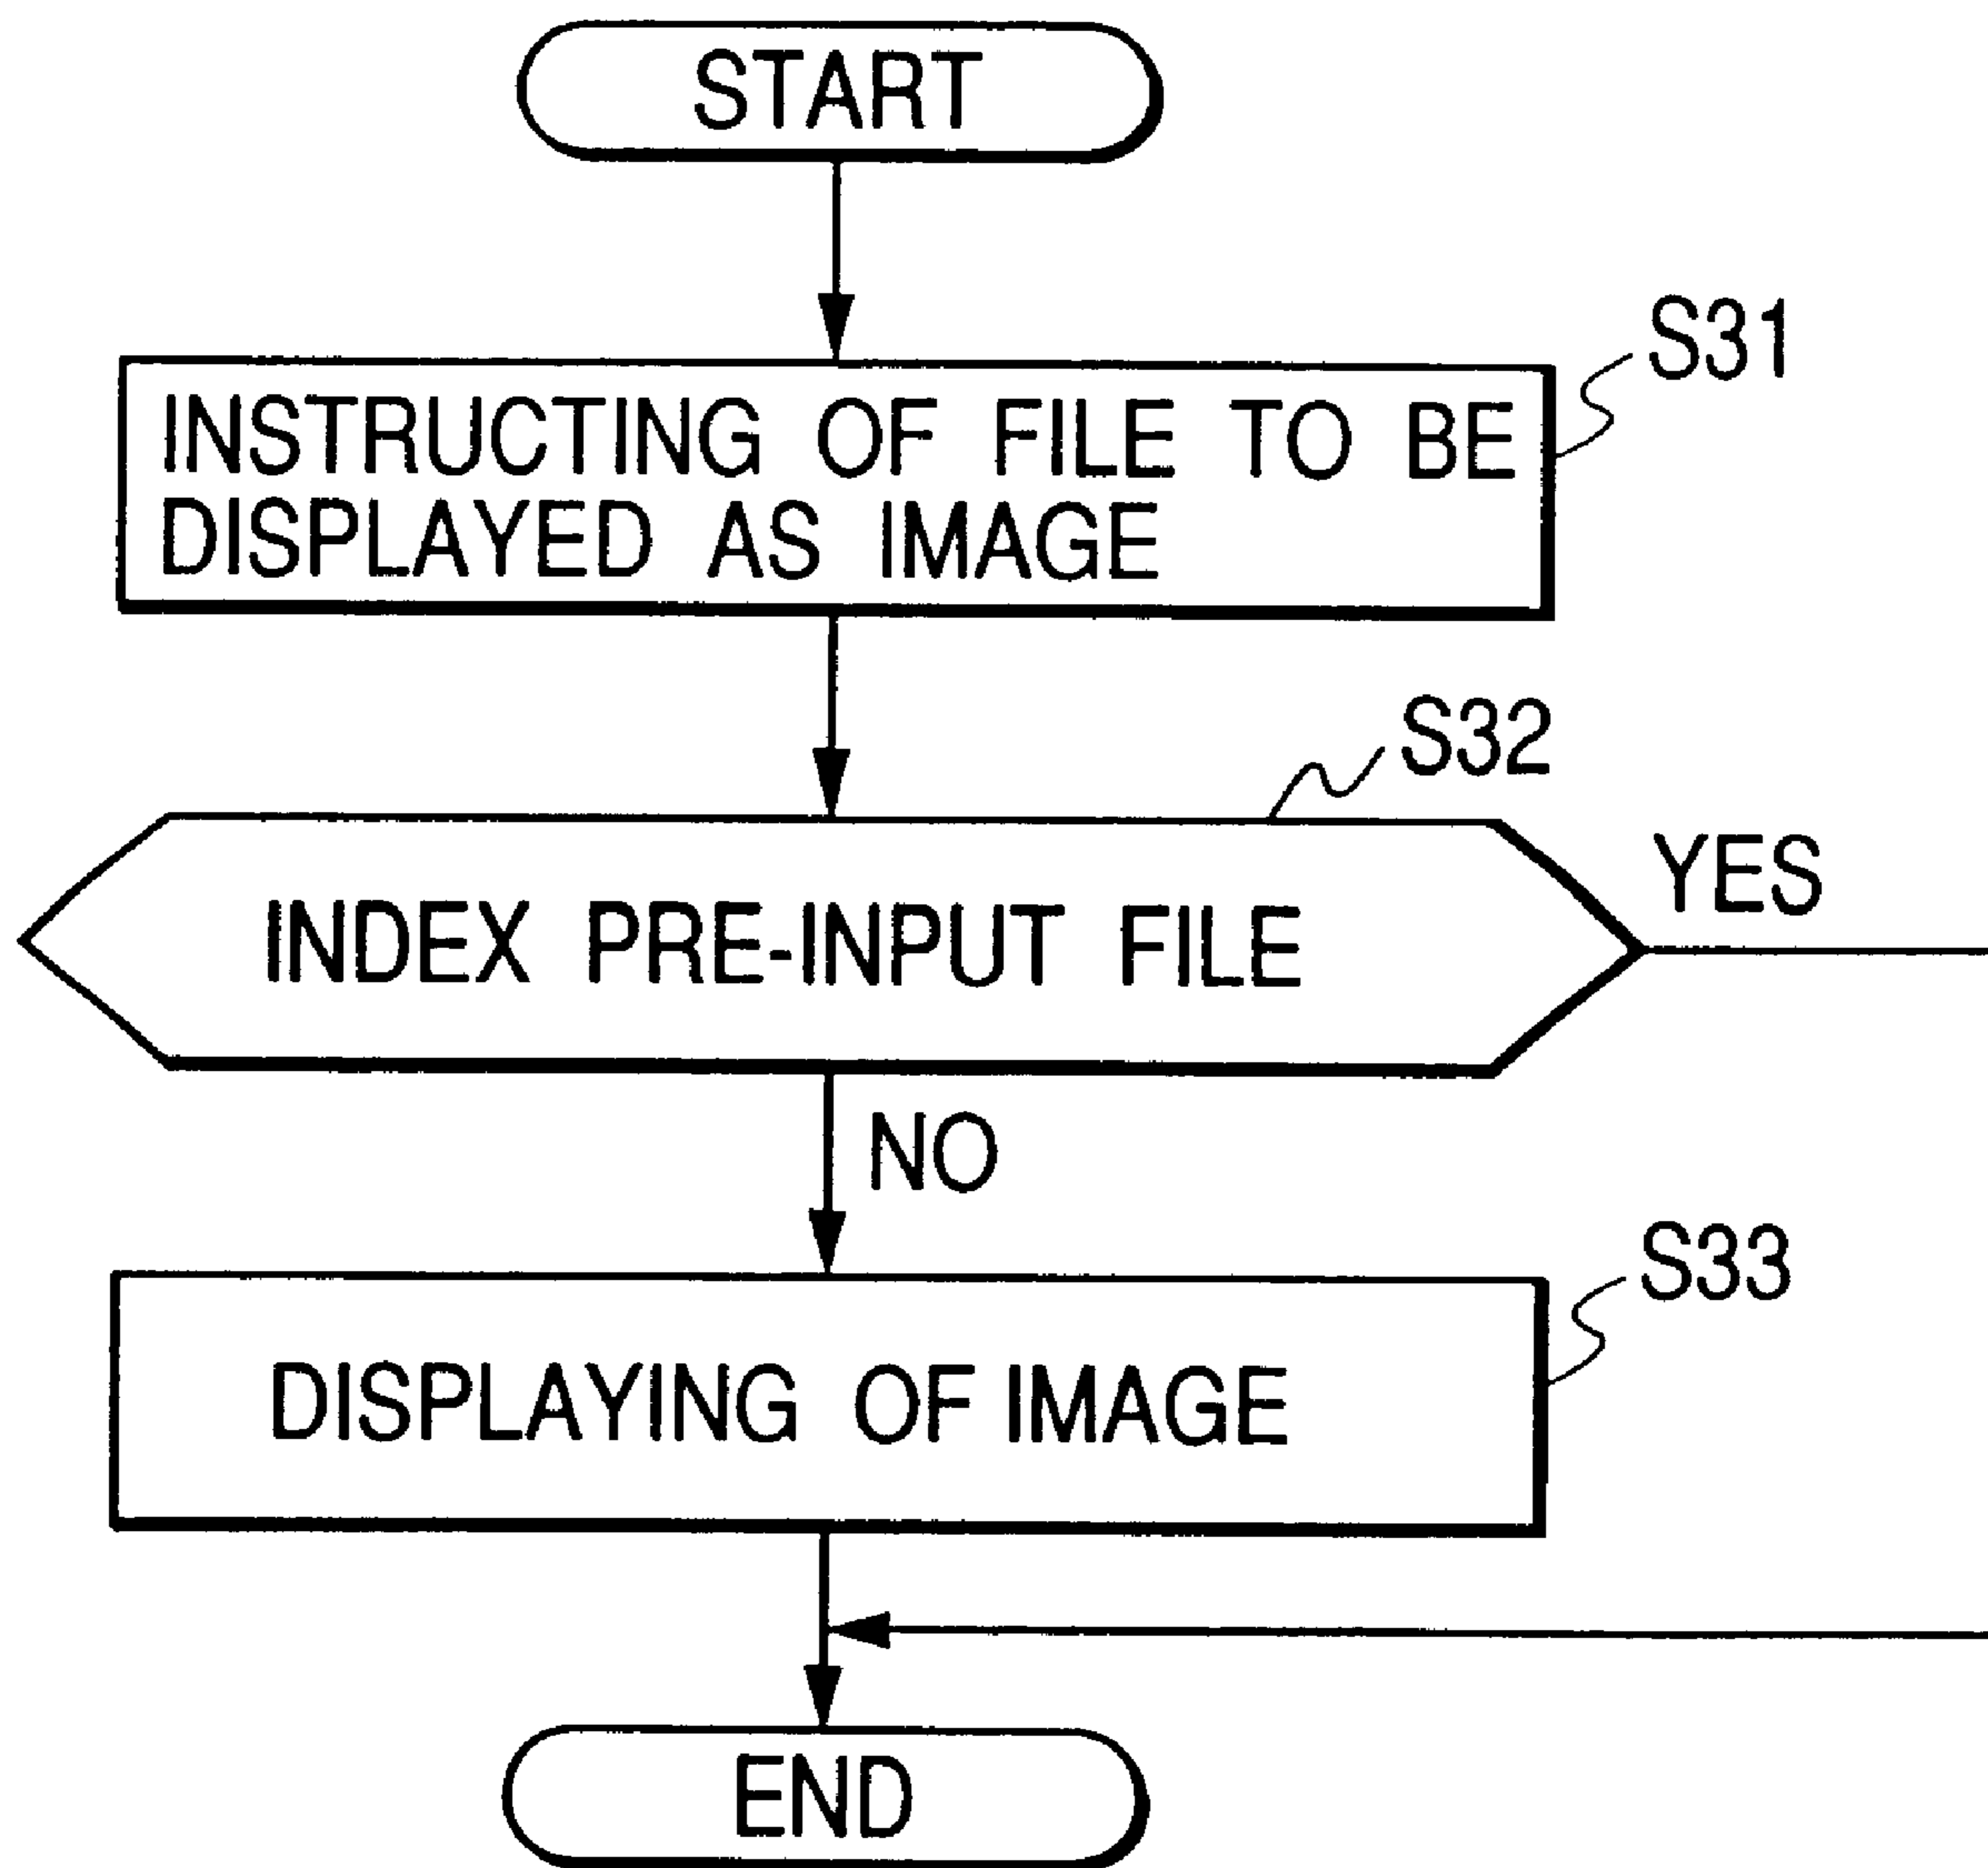 START
S31
INSTRUCTING OF FILE TO BE
DISPLAYED AS IMAGE
S32
YES
INDEX PRE-INPUT FILE
NO
S33
DISPLAYING OF IMAGE
END